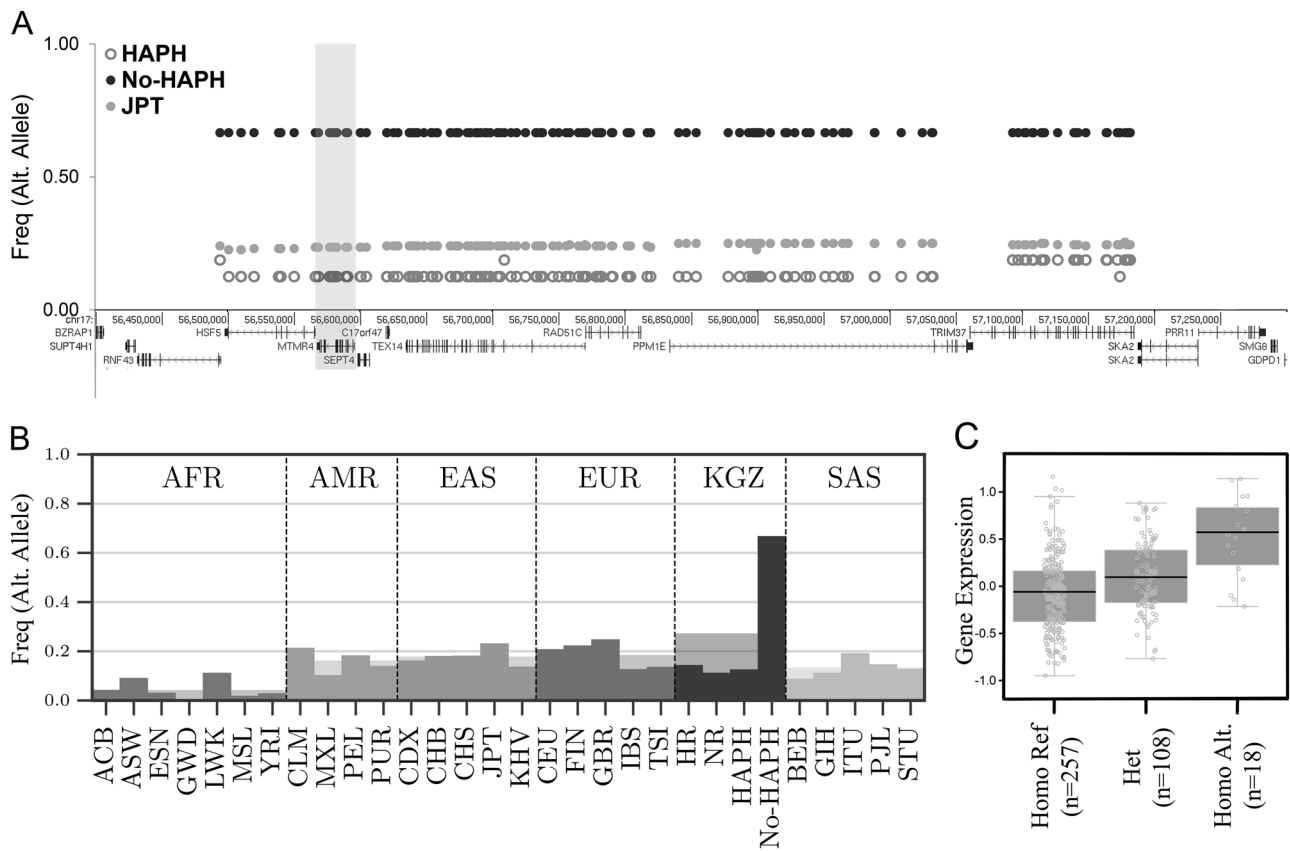 A
1.00
0.50
0.00
Freq (Alt. Allele)
HAPH
No-HAPH
JPT
chr17: 56,450,000 56,500,000 56,550,000 56,600,000 56,650,000 56,700,000 56,750,000 56,800,000 56,850,000 56,900,000 56,950,000 57,000,000 57,050,000 57,100,000 57,150,000 57,200,000 57,250,000
BZRAP1 HSF5 C17orf47 RAD51C TRIM37 PRR11
SUPT4H1 MTMR4 TEX14 PPM1E SKA2 SMG8
RNF43 SEPT4 SKA2 GDPD1
B
1.0
0.8
0.6
0.4
0.2
0.0
Freq (Alt. Allele)
AFR AMR EAS EUR KGZ SAS
ACB ASW ESN GWD LWK MSL YRI CLM MXL PEL PUR CDX CHB CHS JPT KHV CEU FIN GBR IBS TSI HR NR HAPH No-HAPH BEB GIH ITU PJL STU
C
1.0
0.5
0.0
-0.5
-1.0
Gene Expression
Homo Ref
(n=257)
Het
(n=108)
Homo Alt.
(n=18)